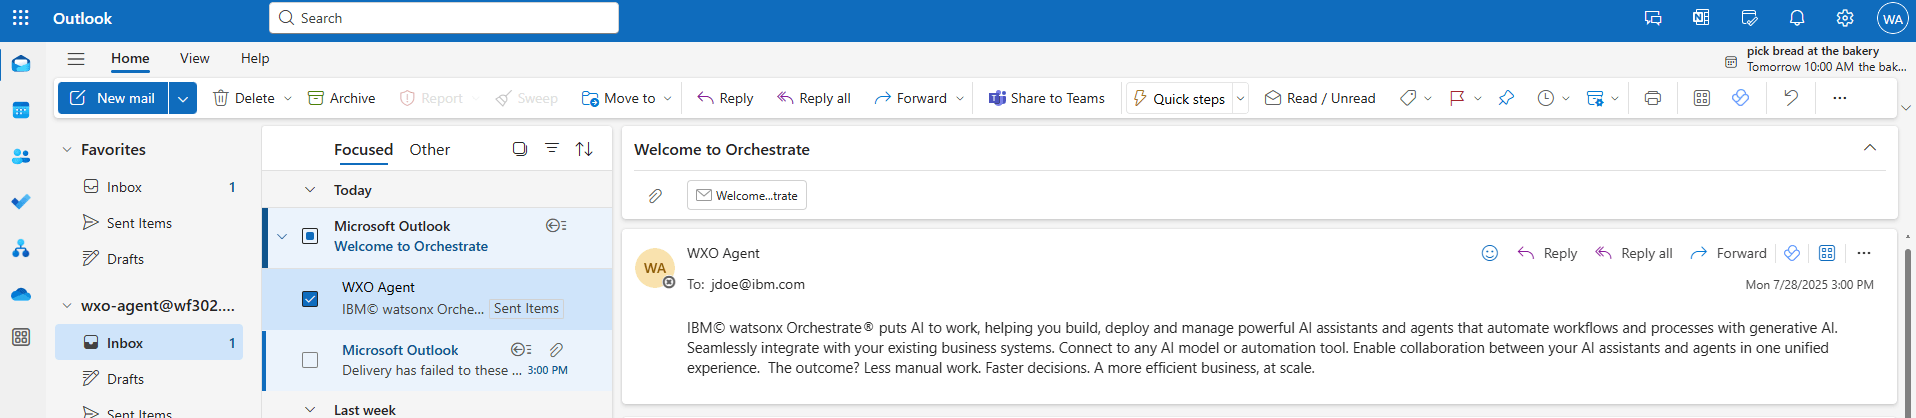 Outlook
Search
WA
Home
View
Help
pick bread at the bakery
Tomorrow 10:00 AM the bak...
New mail
Delete
Archive
Report
Sweep
Move to
Reply
Reply all
Forward
Share to Teams
Quick steps
Read / Unread
...
Favorites
Inbox 1
Sent Items
Drafts
wxo-agent@wf302....
Inbox 1
Drafts
Sent Items
Focused
Other
Today
Microsoft Outlook
Welcome to Orchestrate
WXO Agent
IBM© watsonx Orche... Sent Items
Microsoft Outlook
Delivery has failed to these ... 3:00 PM
Last week
Welcome to Orchestrate
Welcome...trate
WA
WXO Agent
Reply
Reply all
Forward
...
To: jdoe@ibm.com
Mon 7/28/2025 3:00 PM
IBM© watsonx Orchestrate® puts AI to work, helping you build, deploy and manage powerful AI assistants and agents that automate workflows and processes with generative AI.
Seamlessly integrate with your existing business systems. Connect to any AI model or automation tool. Enable collaboration between your AI assistants and agents in one unified
experience.  The outcome? Less manual work. Faster decisions. A more efficient business, at scale.